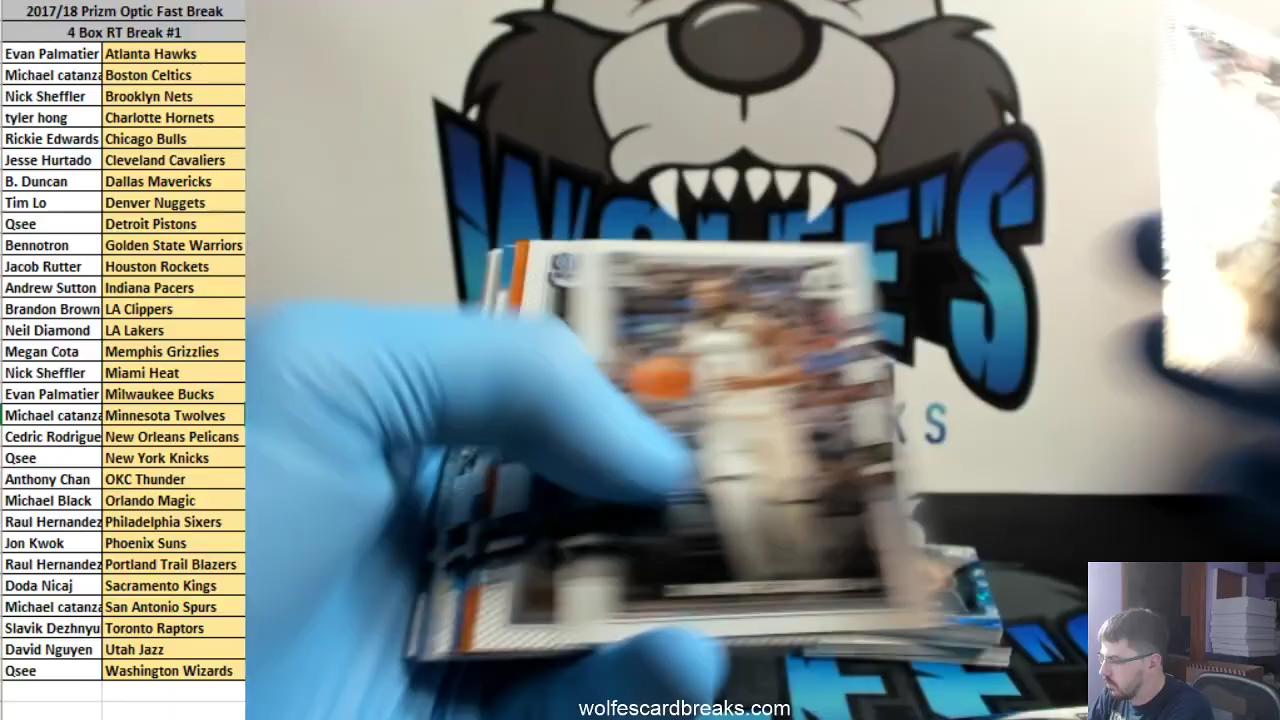 2017/18 Prizm Optic Fast Break
4 Box RT Break #1
Evan Palmatier Atlanta Hawks
Michael catanza Boston Celtics
Nick Sheffler Brooklyn Nets
tyler hong Charlotte Hornets
Rickie Edwards Chicago Bulls
Jesse Hurtado Cleveland Cavaliers
B. Duncan Dallas Mavericks
Tim Lo Denver Nuggets
Qsee Detroit Pistons
Bennotron Golden State Warriors
Jacob Rutter Houston Rockets
Andrew Sutton Indiana Pacers
Brandon Brown LA Clippers
Neil Diamond LA Lakers
Megan Cota Memphis Grizzlies
Nick Sheffler Miami Heat
Evan Palmatier Milwaukee Bucks
Michael catanza Minnesota Twolves
Cedric Rodrigue New Orleans Pelicans
Qsee New York Knicks
Anthony Chan OKC Thunder
Michael Black Orlando Magic
Raul Hernandez Philadelphia Sixers
Jon Kwok Phoenix Suns
Raul Hernandez Portland Trail Blazers
Doda Nicaj Sacramento Kings
Michael catanza San Antonio Spurs
Slavik Dezhnyu Toronto Raptors
David Nguyen Utah Jazz
Qsee Washington Wizards
WOLFE'S
KS
wolfescardbreaks.com